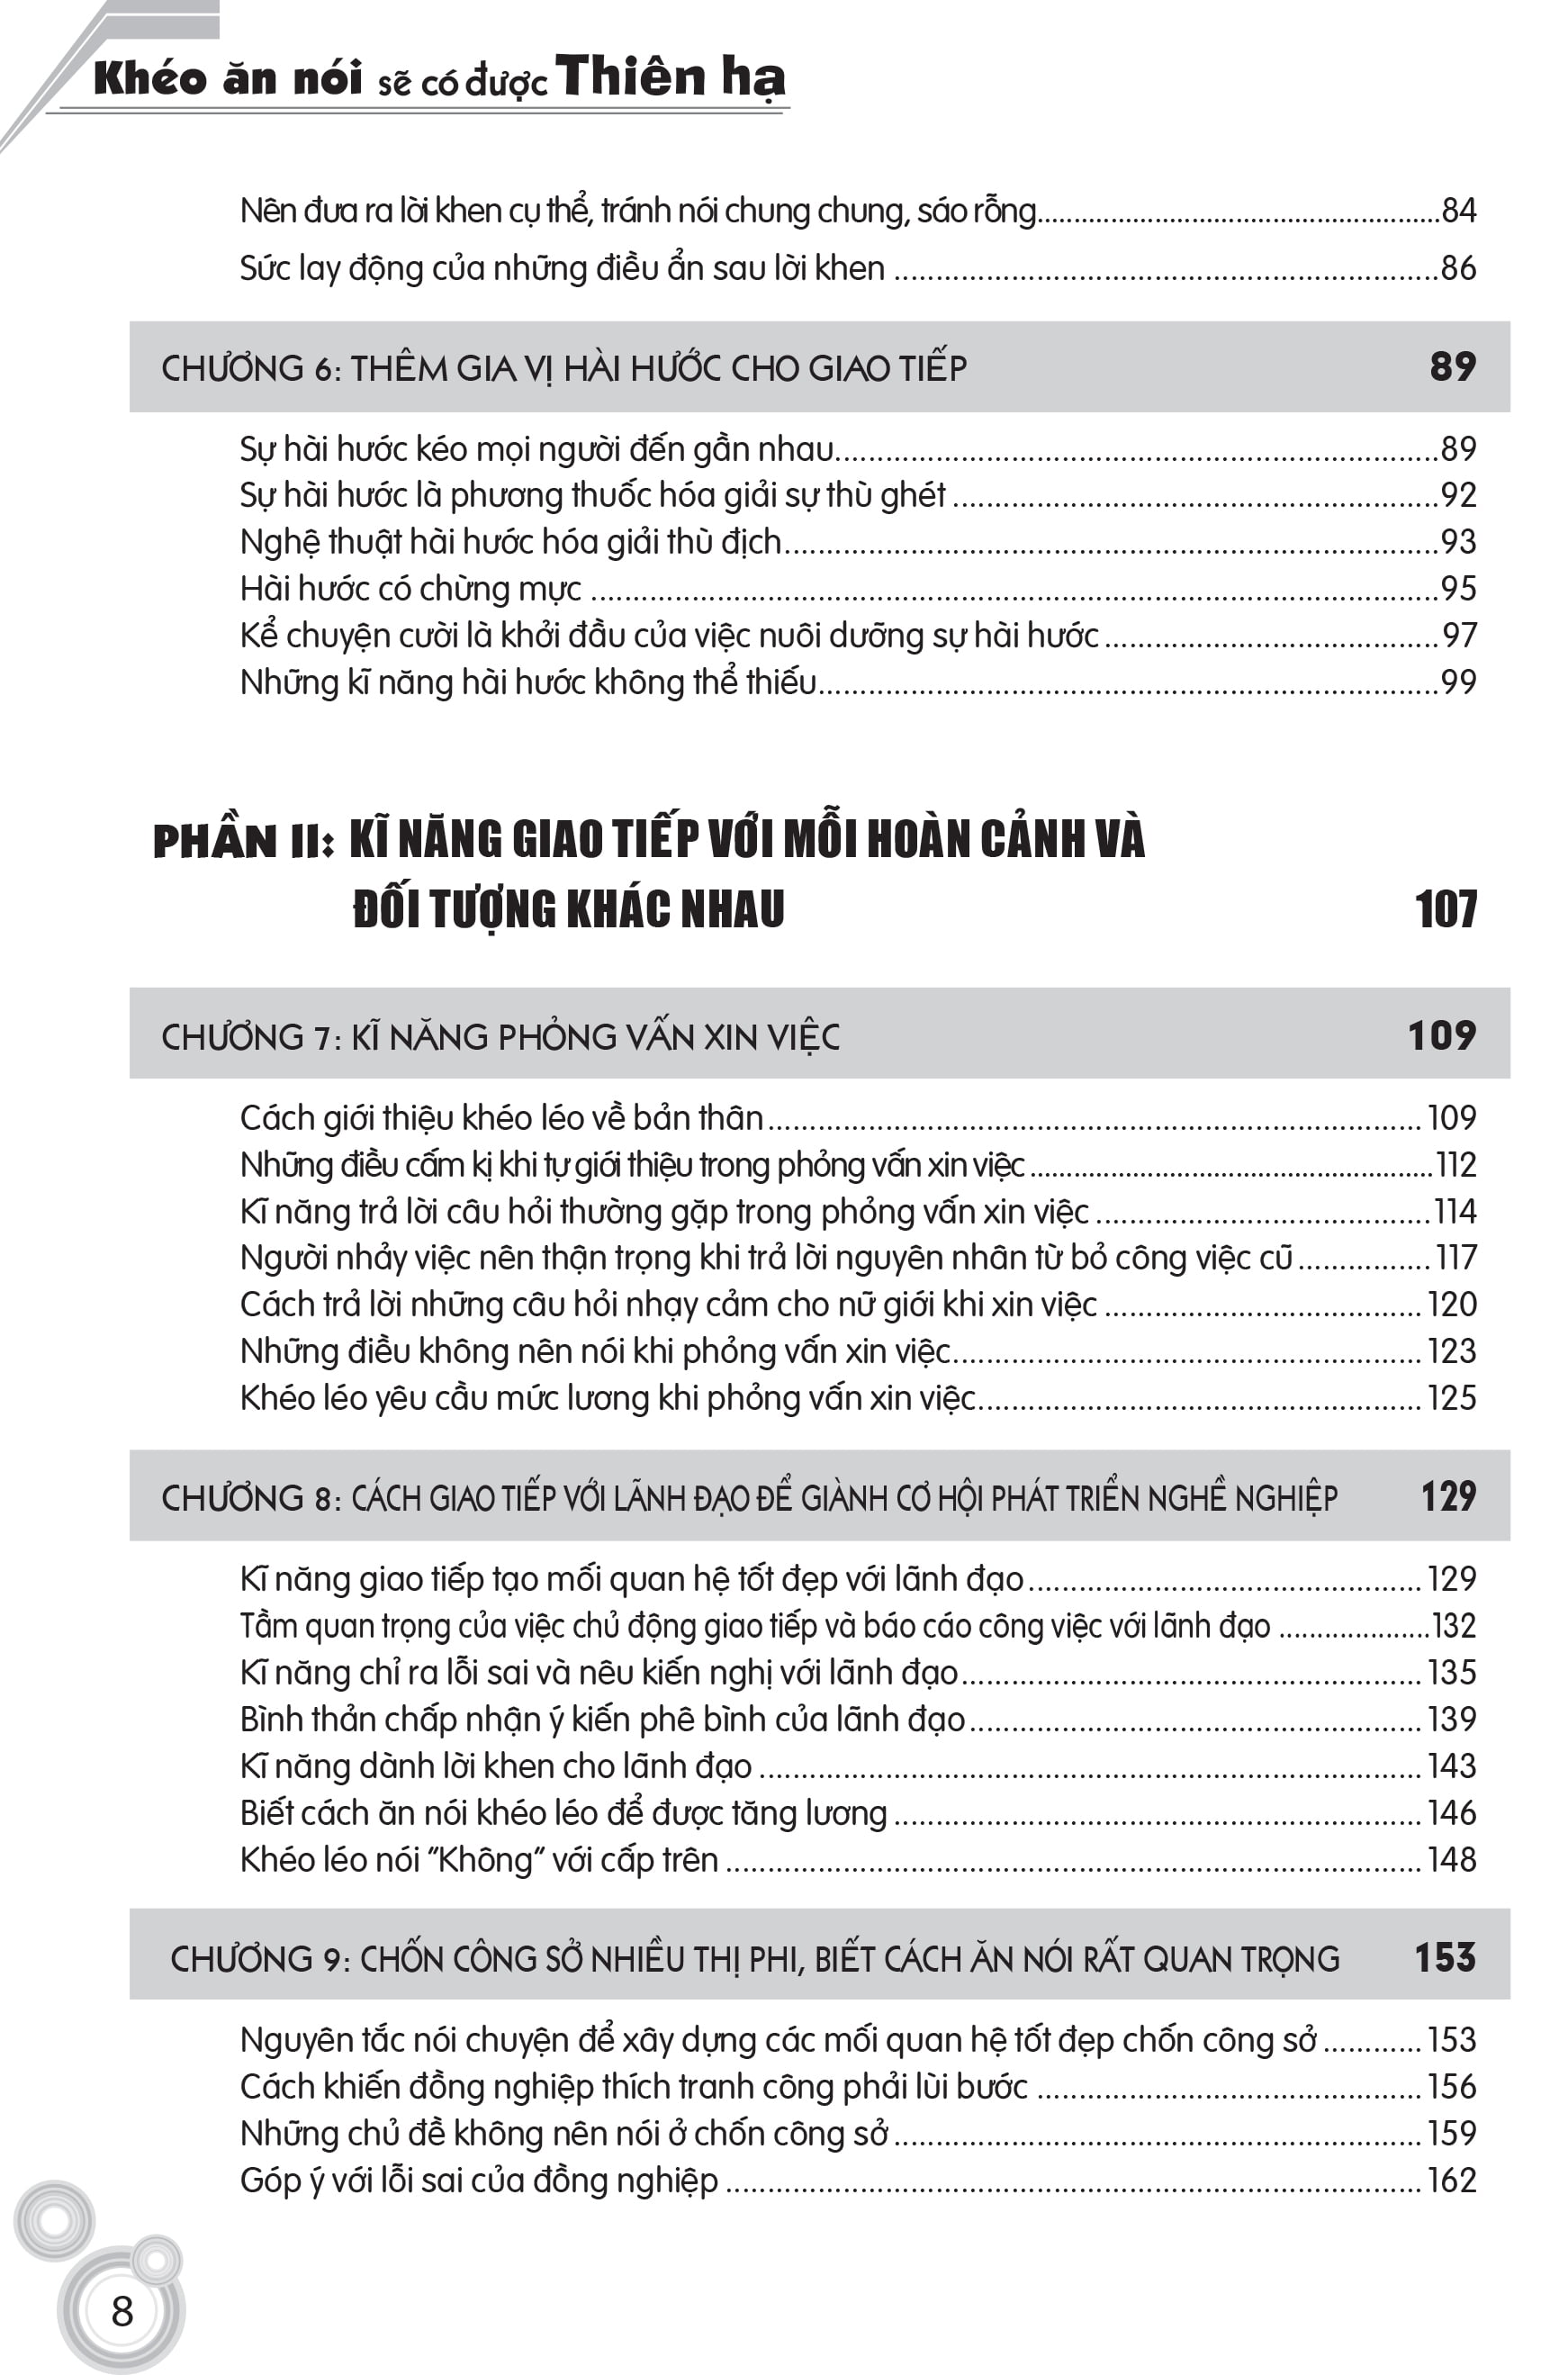 Khéo ăn nói sẽ có được Thiên hạ
Nên đưa ra lời khen cụ thể, tránh nói chung chung, sáo rỗng......................................................84
Sức lay động của những điều ẩn sau lời khen ................................................................86
CHƯƠNG 6: THÊM GIA VỊ HÀI HƯỚC CHO GIAO TIẾP 89
Sự hài hước kéo mọi người đến gần nhau.......................................................................89
Sự hài hước là phương thuốc hóa giải sự thù ghét .........................................................92
Nghệ thuật hài hước hóa giải thù địch.............................................................................93
Hài hước có chừng mực ....................................................................................................95
Kể chuyện cười là khởi đầu của việc nuôi dưỡng sự hài hước .......................................97
Những kĩ năng hài hước không thể thiếu.........................................................................99
PHẦN II: KĨ NĂNG GIAO TIẾP VỚI MỖI HOÀN CẢNH VÀ
ĐỐI TƯỢNG KHÁC NHAU 107
CHƯƠNG 7: KĨ NĂNG PHỎNG VẤN XIN VIỆC 109
Cách giới thiệu khéo léo về bản thân.............................................................................109
Những điều cấm kị khi tự giới thiệu trong phỏng vấn xin việc ......................................................112
Kĩ năng trả lời câu hỏi thường gặp trong phỏng vấn xin việc .......................................114
Người nhảy việc nên thận trọng khi trả lời nguyên nhân từ bỏ công việc cũ ................117
Cách trả lời những câu hỏi nhạy cảm cho nữ giới khi xin việc ......................................120
Những điều không nên nói khi phỏng vấn xin việc.......................................................123
Khéo léo yêu cầu mức lương khi phỏng vấn xin việc....................................................125
CHƯƠNG 8: CÁCH GIAO TIẾP VỚI LÃNH ĐẠO ĐỂ GIÀNH CƠ HỘI PHÁT TRIỂN NGHỀ NGHIỆP 129
Kĩ năng giao tiếp tạo mối quan hệ tốt đẹp với lãnh đạo..............................................129
Tầm quan trọng của việc chủ động giao tiếp và báo cáo công việc với lãnh đạo ....................132
Kĩ năng chỉ ra lỗi sai và nêu kiến nghị với lãnh đạo......................................................135
Bình thản chấp nhận ý kiến phê bình của lãnh đạo.....................................................139
Kĩ năng dành lời khen cho lãnh đạo ..............................................................................143
Biết cách ăn nói khéo léo để được tăng lương ..............................................................146
Khéo léo nói “Không” với cấp trên ..................................................................................148
CHƯƠNG 9: CHỐN CÔNG SỞ NHIỀU THỊ PHI, BIẾT CÁCH ĂN NÓI RẤT QUAN TRỌNG 153
Nguyên tắc nói chuyện để xây dựng các mối quan hệ tốt đẹp chốn công sở ............153
Cách khiến đồng nghiệp thích tranh công phải lùi bước .............................................156
Những chủ đề không nên nói ở chốn công sở ..............................................................159
Góp ý với lỗi sai của đồng nghiệp ..................................................................................162
8